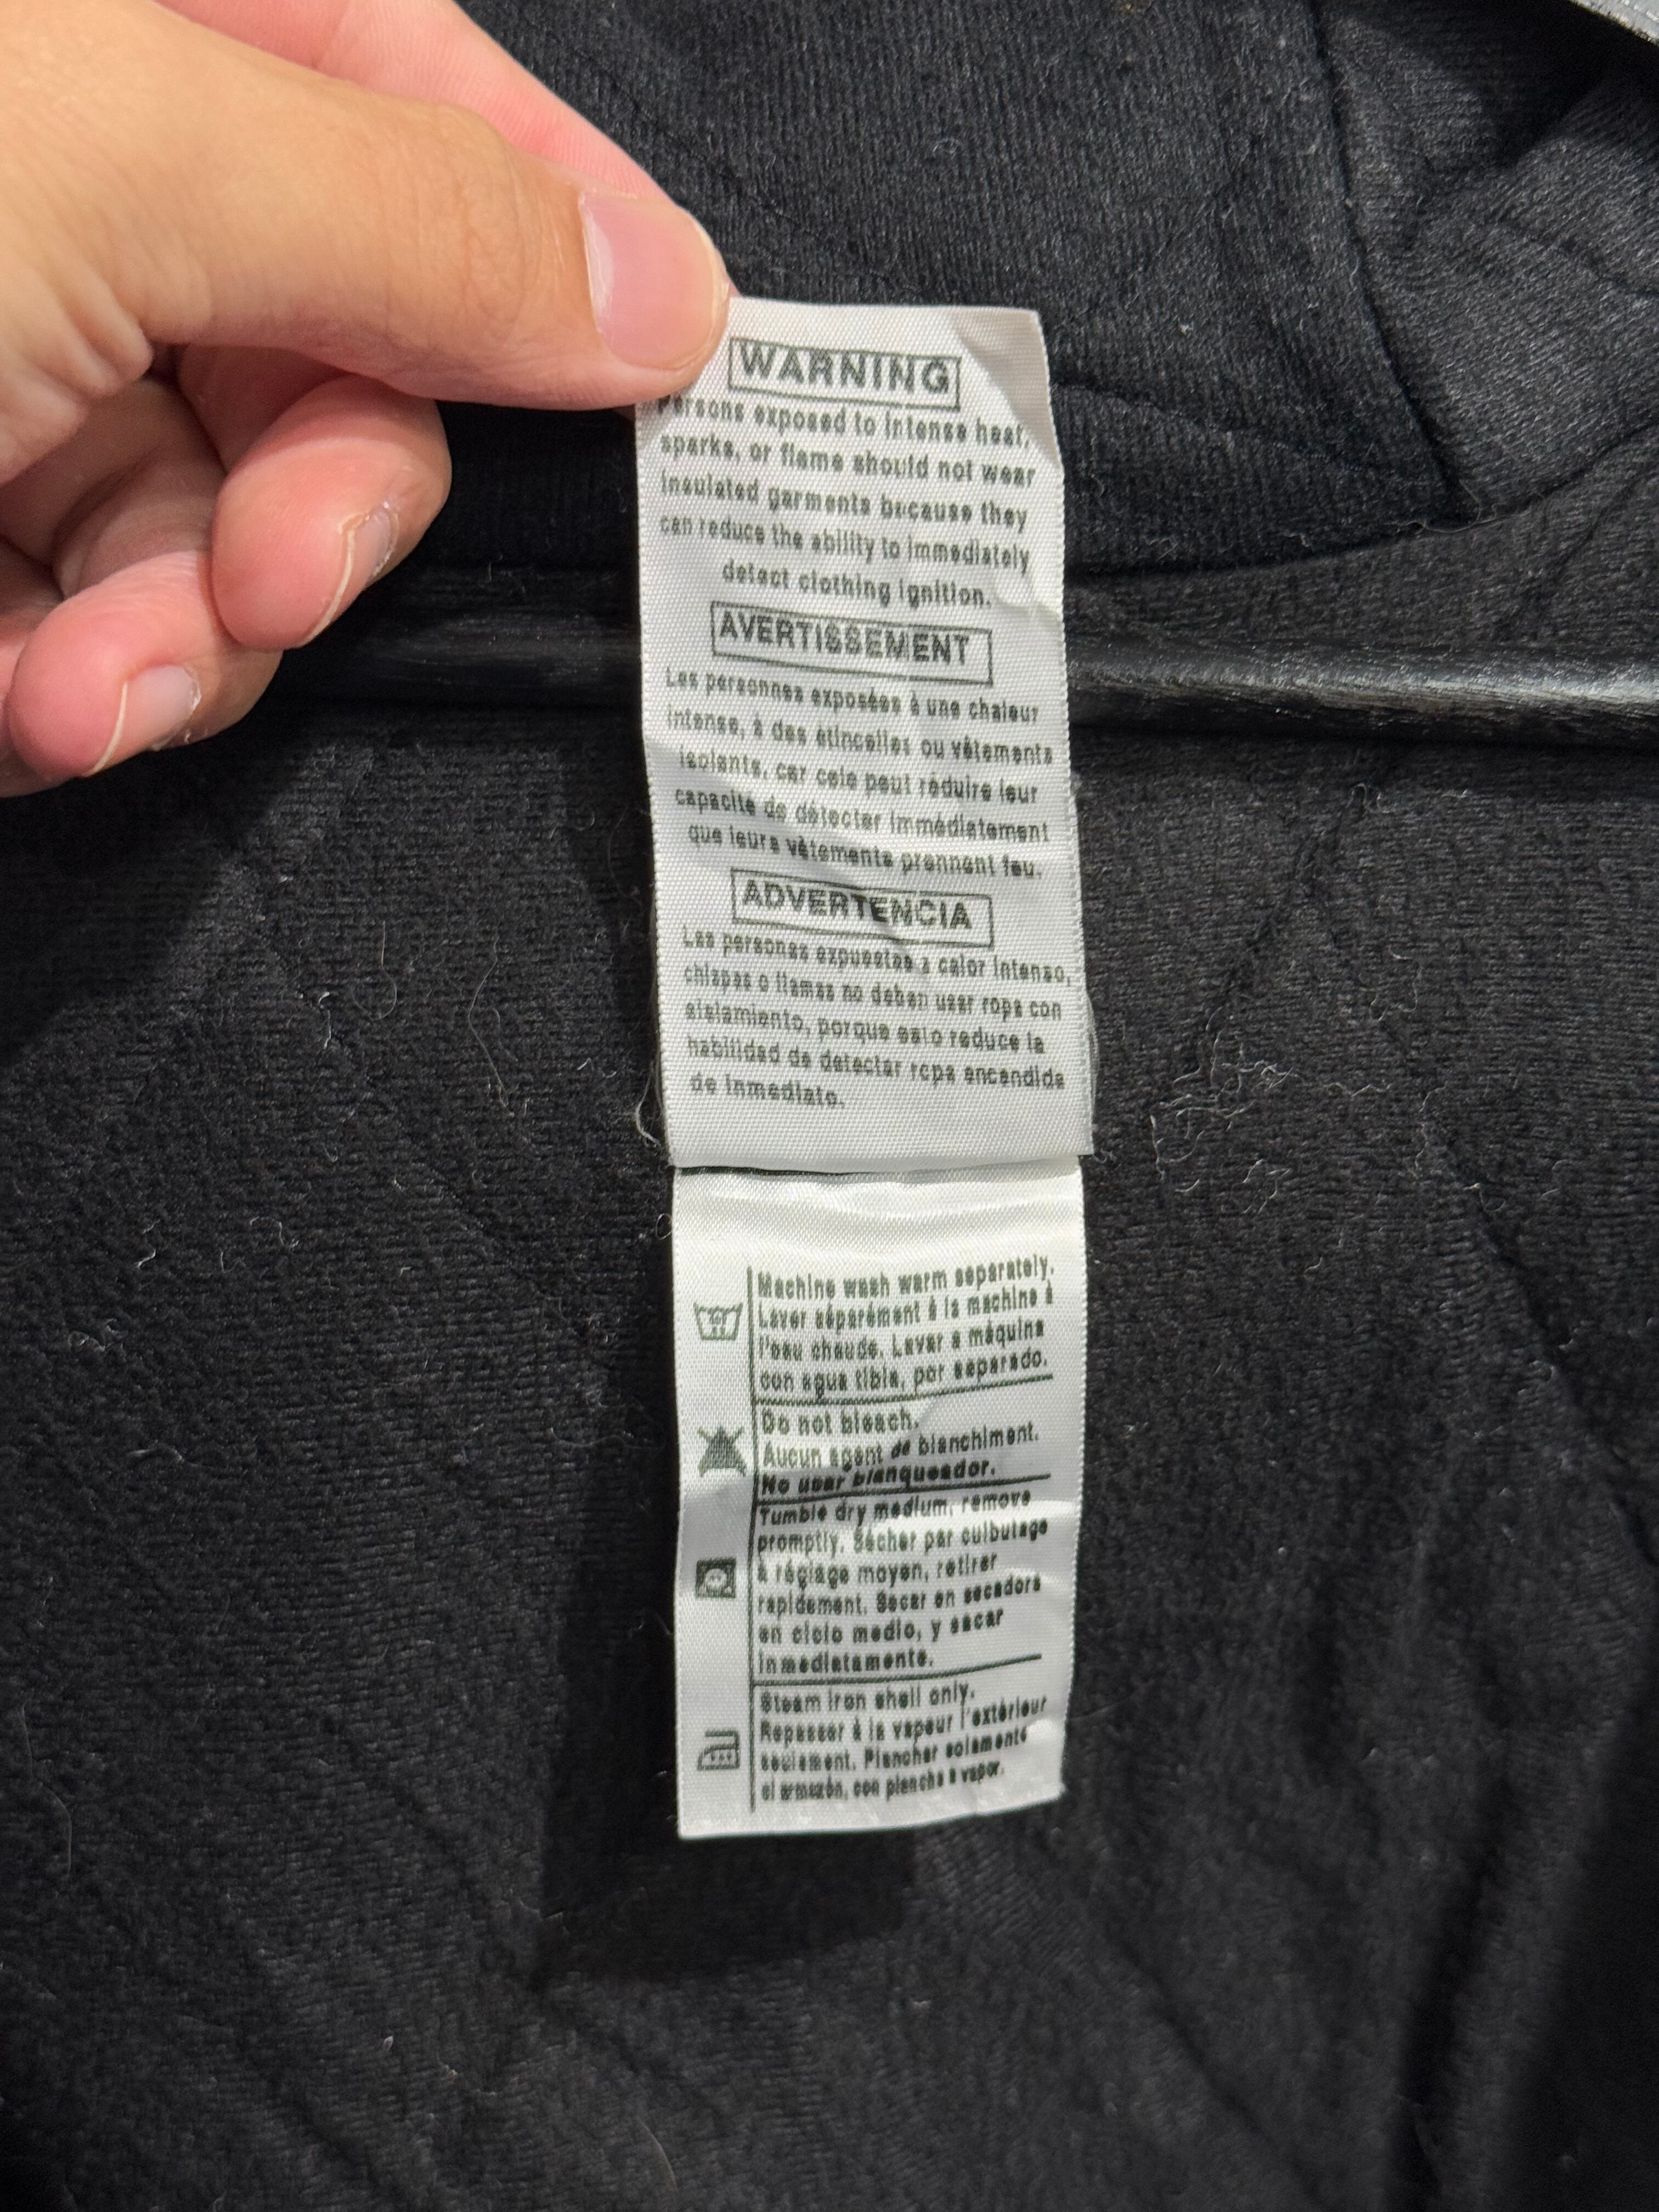 WARNING
Persons exposed to intense heat,
sparks, or flame should not wear
insulated garments because they
can reduce the ability to immediately
detect clothing ignition.
AVERTISSEMENT
Les personnes exposées à une chaleur
intense, à des étincelles ou vêtements
isolants, car cela peut réduire leur
capacité de détecter immédiatement
que leurs vêtements prennent feu.
ADVERTENCIA
Las personas expuestas a calor intenso,
chispas o llamas no deben usar ropa con
aislamiento, porque esto reduce la
habilidad de detectar ropa encendida
de inmediato.
Machine wash warm separately.
Laver séparément à la machine à
l'eau chaude. Lavar a máquina
con agua tibia, por separado.
Do not bleach.
Aucun agent de blanchiment.
No usar blanqueador.
Tumble dry medium, remove
promptly. Sécher par culbutage
à réglage moyen, retirer
rapidement. Secar en secadora
en ciclo medio, y sacar
inmediatamente.
Steam iron shell only.
Repasser à la vapeur l'extérieur
seulement. Planchar solamente
el armazón, con plancha a vapor.